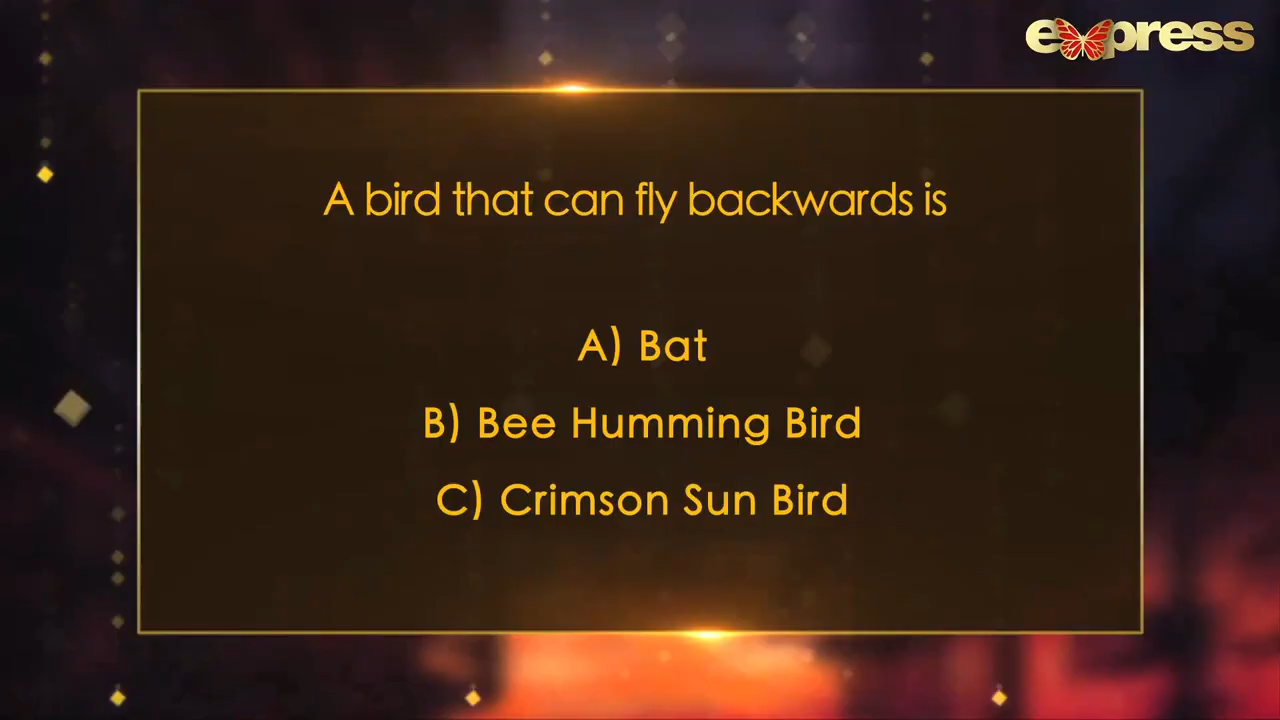 express
A bird that can fly backwards is
A) Bat
B) Bee Humming Bird
C) Crimson Sun Bird